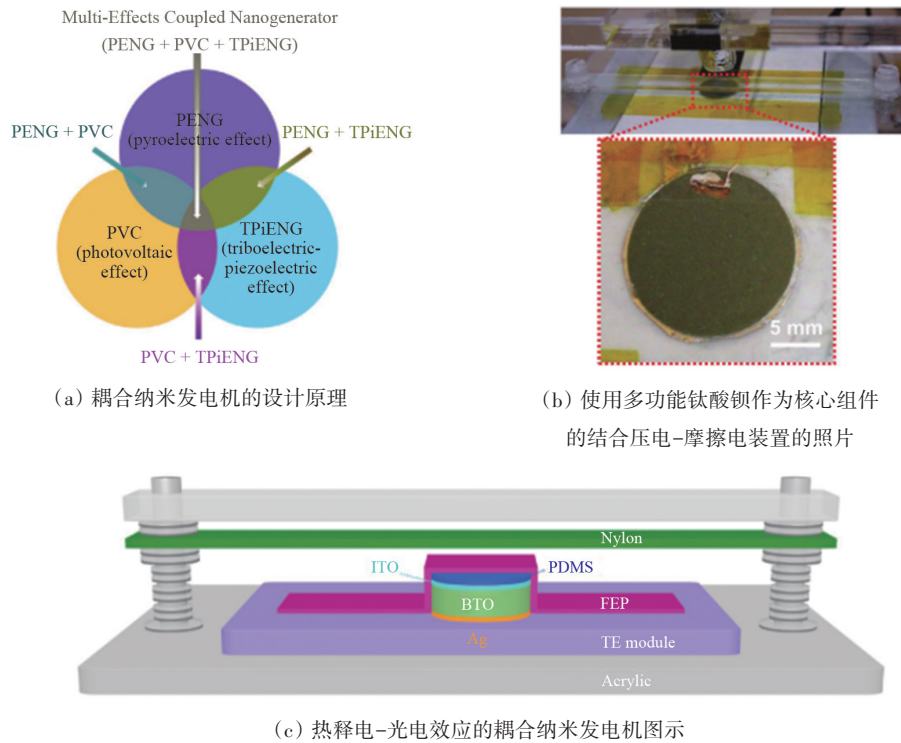 Multi-Effects Coupled Nanogenerator
(PENG + PVC + TPiENG)
PENG
(pyroelectric effect)
PENG + PVC
PENG + TPiENG
PVC
(photovoltaic
effect)
TPiENG
(triboelectric-
piezoelectric
effect)
PVC + TPiENG
(a) 耦合纳米发电机的设计原理
5 mm
(b) 使用多功能钛酸钡作为核心组件
的结合压电-摩擦电装置的照片
Nylon
ITO
PDMS
BTO
FEP
Ag
TE module
Acrylic
(c) 热释电-光电效应的耦合纳米发电机图示